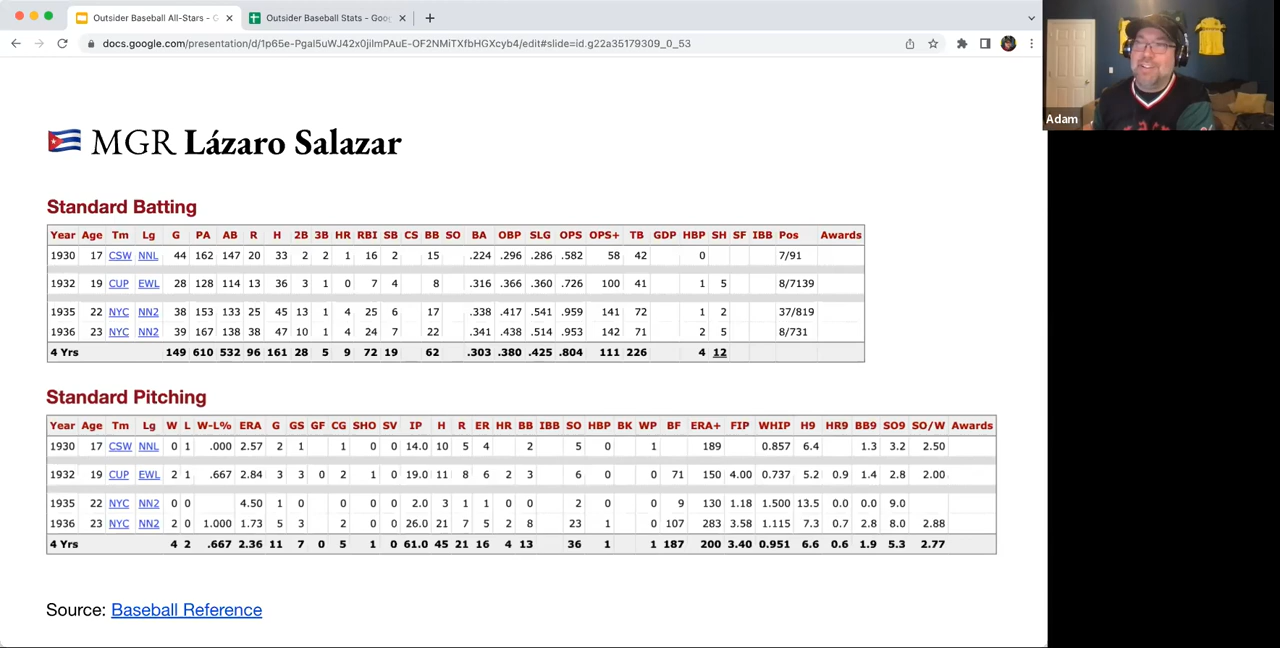 Outsider Baseball All-Stars - G
Outsider Baseball Stats - Goog
docs.google.com/presentation/d/1p65e-Pgal5uWJ42x0jilmPAuE-OF2NMiTXfbHGXcyb4/edit#slide=id.g22a35179309_0_53
Adam
MGR Lázaro Salazar
Standard Batting
Year Age Tm Lg G PA AB R H 2B 3B HR RBI SB CS BB SO BA OBP SLG OPS OPS+ TB GDP HBP SH SF IBB Pos Awards
1930 17 CSW NNL 44 162 147 20 33 2 2 1 16 2 15 .224 .296 .286 .582 58 42 0 7/91
1932 19 CUP EWL 28 128 114 13 36 3 1 0 7 4 8 .316 .366 .360 .726 100 41 1 5 8/7139
1935 22 NYC NN2 38 153 133 25 45 13 1 4 25 6 17 .338 .417 .541 .959 141 72 1 2 37/819
1936 23 NYC NN2 39 167 138 38 47 10 1 4 24 7 22 .341 .438 .514 .953 142 71 2 5 8/731
4 Yrs 149 610 532 96 161 28 5 9 72 19 62 .303 .380 .425 .804 111 226 4 12
Standard Pitching
Year Age Tm Lg W L W-L% ERA G GS GF CG SHO SV IP H R ER HR BB IBB SO HBP BK WP BF ERA+ FIP WHIP H9 HR9 BB9 SO9 SO/W Awards
1930 17 CSW NNL 0 1 .000 2.57 2 1 1 0 0 14.0 10 5 4 2 5 0 1 189 0.857 6.4 1.3 3.2 2.50
1932 19 CUP EWL 2 1 .667 2.84 3 3 0 2 1 0 19.0 11 8 6 2 3 6 0 0 71 150 4.00 0.737 5.2 0.9 1.4 2.8 2.00
1935 22 NYC NN2 0 0 4.50 1 0 0 0 0 2.0 3 1 1 0 0 2 0 0 9 130 1.18 1.500 13.5 0.0 0.0 9.0
1936 23 NYC NN2 2 0 1.000 1.73 5 3 2 0 0 26.0 21 7 5 2 8 23 1 0 107 283 3.58 1.115 7.3 0.7 2.8 8.0 2.88
4 Yrs 4 2 .667 2.36 11 7 0 5 1 0 61.0 45 21 16 4 13 36 1 1 187 200 3.40 0.951 6.6 0.6 1.9 5.3 2.77
Source: Baseball Reference